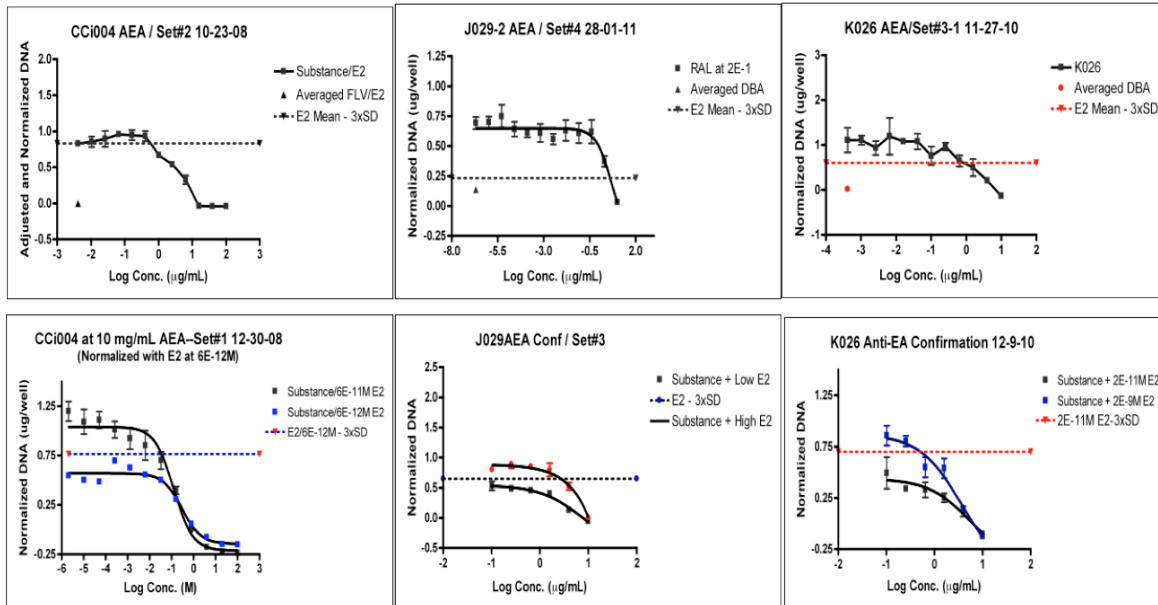 CCi004 AEA / Set#2 10-23-08
Adjusted and Normalized DNA
2.0
1.5
1.0
0.5
0.0
-0.5
-3 -2 -1 0 1 2 3
Log Conc. (μg/mL)
Substance/E2
Averaged FLV/E2
E2 Mean - 3xSD
J029-2 AEA / Set#4 28-01-11
Normalized DNA (ug/well)
1.25
1.00
0.75
0.50
0.25
0.00
-0.25
-8.0 -5.5 -3.0 -0.5 2.0
Log Conc. (μg/mL)
RAL at 2E-1
Averaged DBA
E2 Mean - 3xSD
K026 AEA/Set#3-1 11-27-10
Normalized DNA (ug/well)
3
2
1
0
-1
-4 -3 -2 -1 0 1 2
Log Conc. (μg/mL)
K026
Averaged DBA
E2 Mean - 3xSD
CCi004 at 10 mg/mL AEA--Set#1 12-30-08
(Normalized with E2 at 6E-12M)
Normalized DNA (ug/well)
1.25
0.75
0.25
-0.25
-6 -5 -4 -3 -2 -1 0 1 2 3
Log Conc. (M)
Substance/6E-11M E2
Substance/6E-12M E2
E2/6E-12M - 3xSD
J029AEA Conf / Set#3
Normalized DNA
2.5
2.0
1.5
1.0
0.5
0.0
-0.5
-2 -1 0 1 2
Log Conc. (μg/mL)
Substance + Low E2
E2 - 3xSD
Substance + High E2
K026 Anti-EA Confirmation 12-9-10
Normalized DNA
1.25
0.75
0.25
-0.25
-2 -1 0 1 2
Log Conc. (μg/mL)
Substance + 2E-11M E2
Substance + 2E-9M E2
2E-11M E2-3xSD